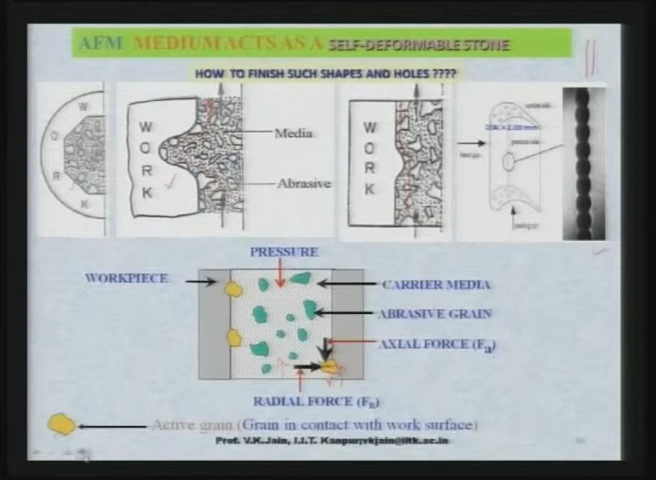 AFM MEDIUM ACTS AS A SELF-DEFORMABLE STONE
HOW TO FINISH SUCH SHAPES AND HOLES ????
W
O
R
K
W
O
R
K
Media
Abrasive
W
O
R
K
PRESSURE
WORKPIECE
CARRIER MEDIA
ABRASIVE GRAIN
AXIAL FORCE (Fa)
RADIAL FORCE (FR)
Active grain (Grain in contact with work surface)
Prof. V.K.Jain, I.I.T. Kanpur;vkjain@iitk.ac.in